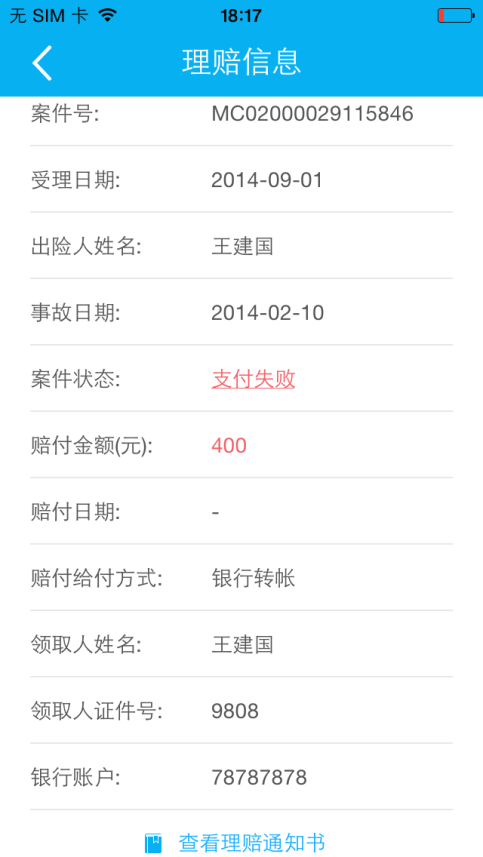 无 SIM 卡 18:17
理赔信息
案件号: MC02000029115846
受理日期: 2014-09-01
出险人姓名: 王建国
事故日期: 2014-02-10
案件状态: 支付失败
赔付金额(元): 400
赔付日期: -
赔付给付方式: 银行转帐
领取人姓名: 王建国
领取人证件号: 9808
银行账户: 78787878
查看理赔通知书